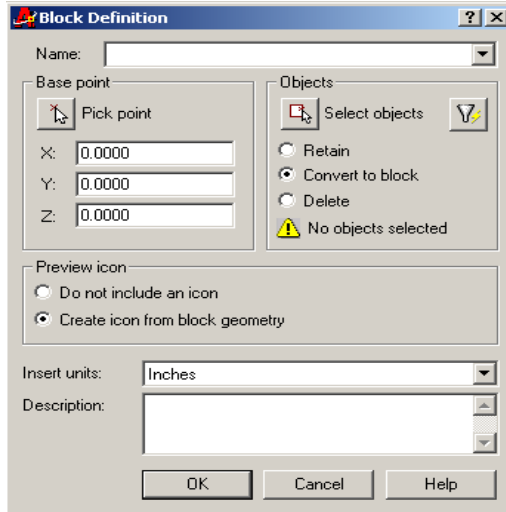 Block Definition
Name:
Base point
Pick point
X: 0.0000
Y: 0.0000
Z: 0.0000
Objects
Select objects
Retain
Convert to block
Delete
No objects selected
Preview icon
Do not include an icon
Create icon from block geometry
Insert units: Inches
Description:
OK Cancel Help